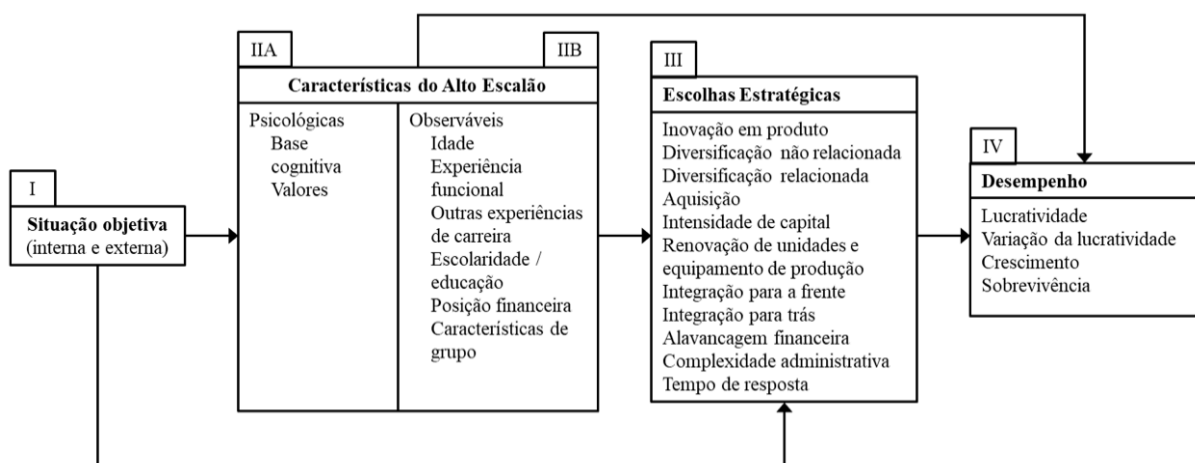 I
Situação objetiva
(interna e externa)
IIA
IIB
Características do Alto Escalão
Psicológicas
Base
cognitiva
Valores
Observáveis
Idade
Experiência
funcional
Outras experiências
de carreira
Escolaridade /
educação
Posição financeira
Características de
grupo
III
Escolhas Estratégicas
Inovação em produto
Diversificação não relacionada
Diversificação relacionada
Aquisição
Intensidade de capital
Renovação de unidades e
equipamento de produção
Integração para a frente
Integração para trás
Alavancagem financeira
Complexidade administrativa
Tempo de resposta
IV
Desempenho
Lucratividade
Variação da lucratividade
Crescimento
Sobrevivência